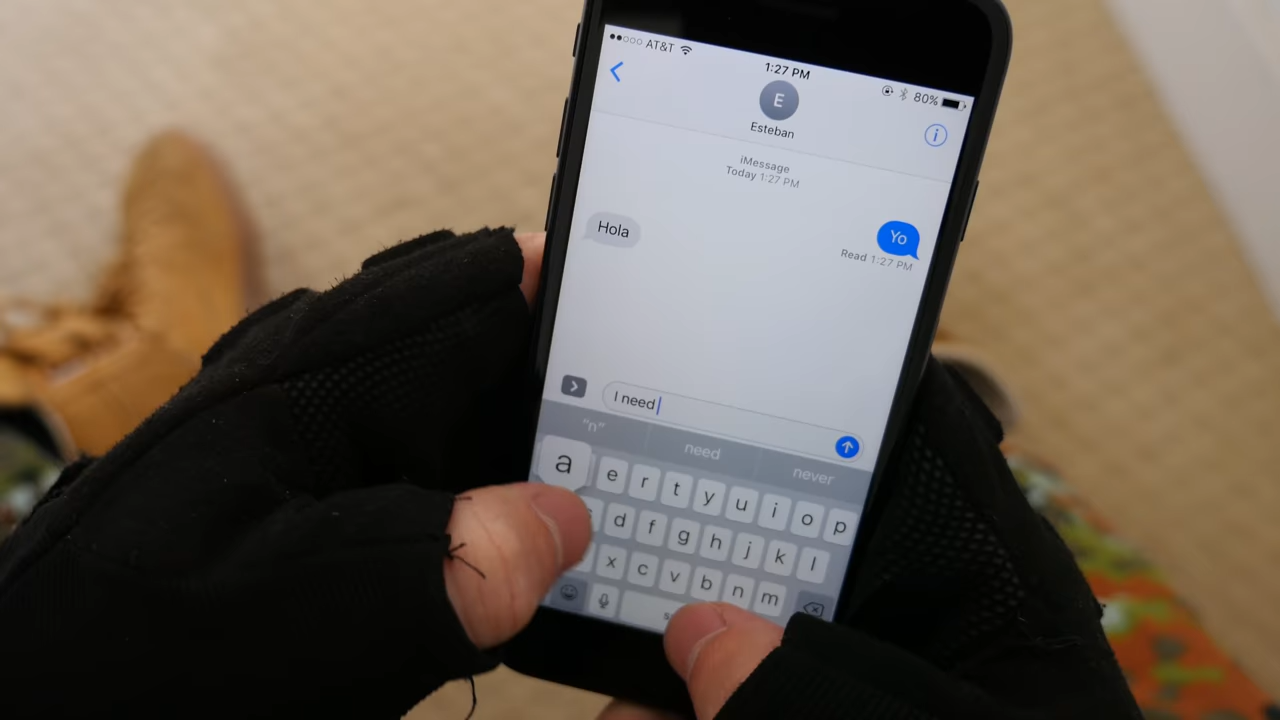 AT&T
1:27 PM
80%
E
Esteban
i
iMessage
Today 1:27 PM
Yo
Read 1:27 PM
Hola
I need
"n" need never
a e r t y u i o p
d f g h j k l
x c v b n m